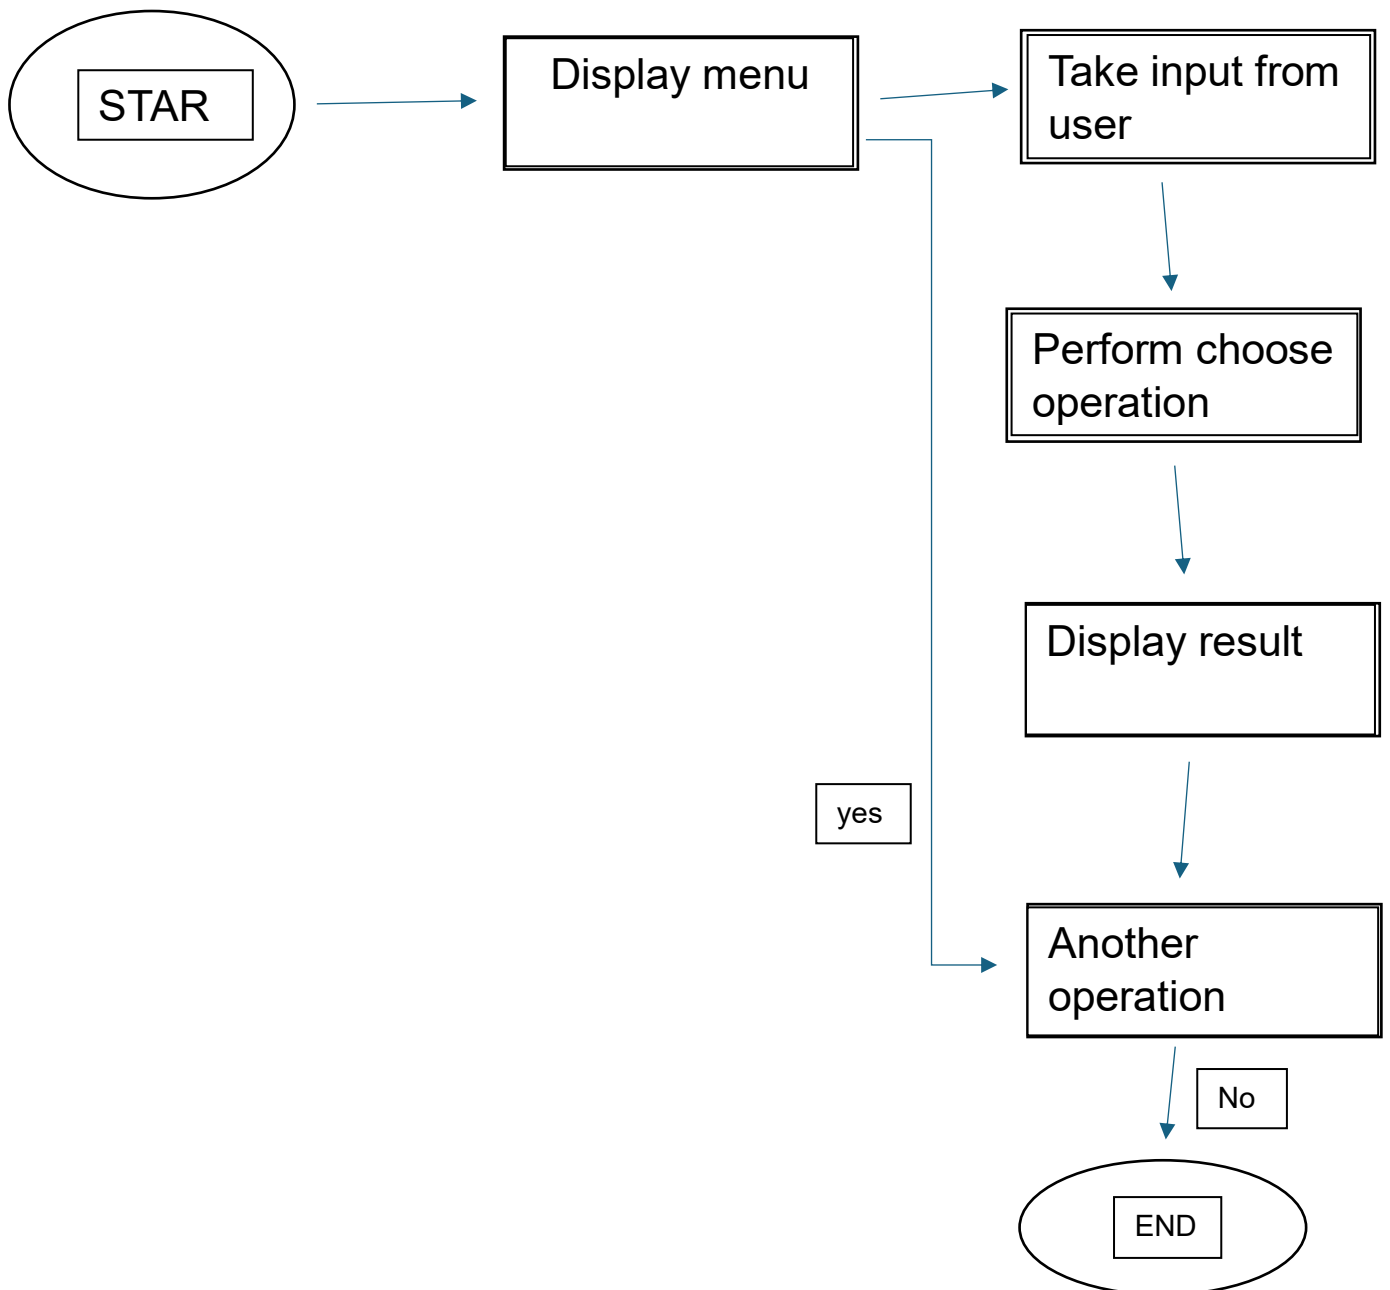 STAR
Display menu
Take input from
user
Perform choose
operation
Display result
yes
Another
operation
No
END